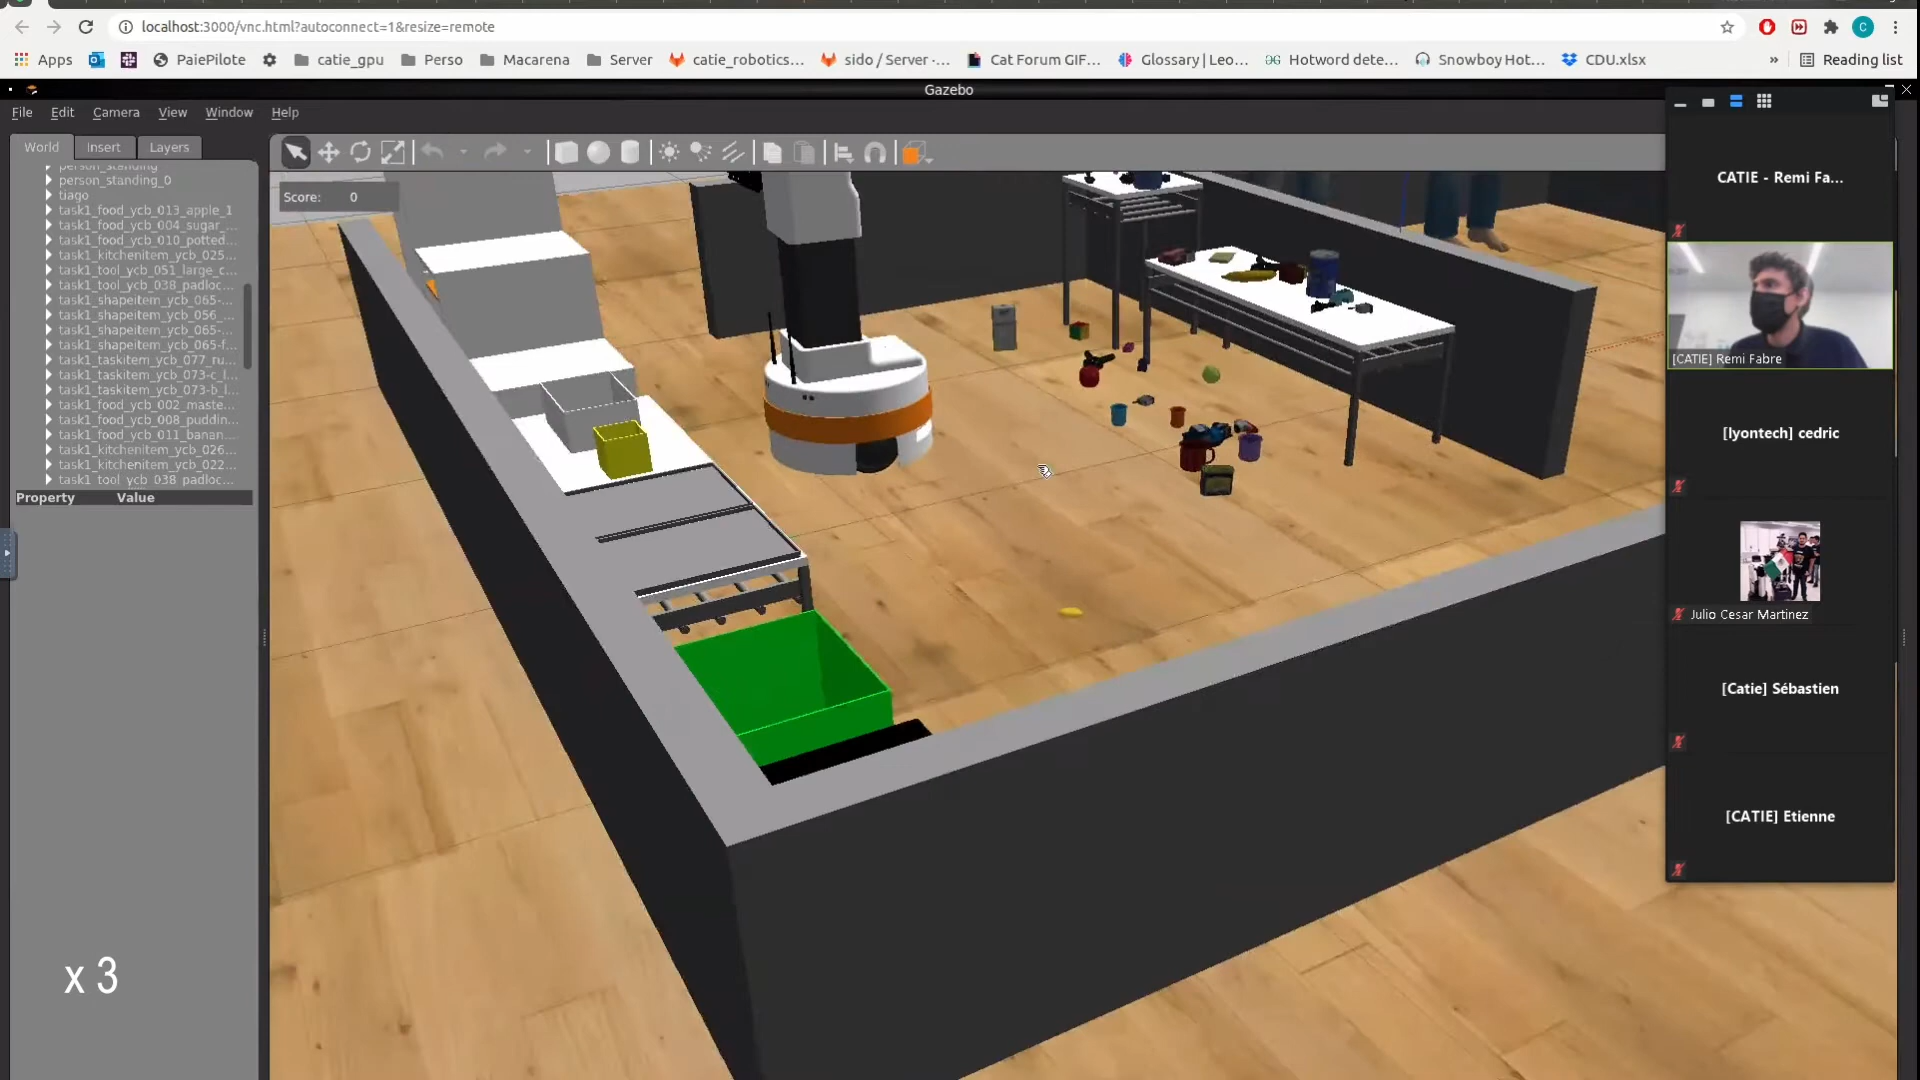 localhost:3000/vnc.html?autoconnect=1&resize=remote
Apps PaiePilote catie_gpu Perso Macarena Server catie_robotics... sido / Server -... Cat Forum GIF... Glossary | Leo... Hotword dete... Snowboy Hot... CDU.xlsx » Reading list
Gazebo
File Edit Camera View Window Help
World Insert Layers
person_standing
person_standing_0
tiago
task1_food_ycb_013_apple_1
task1_food_ycb_004_sugar_...
task1_food_ycb_010_potted...
task1_kitchenitem_ycb_025...
task1_tool_ycb_051_large_c...
task1_tool_ycb_038_padloc...
task1_shapeitem_ycb_065-...
task1_shapeitem_ycb_056_...
task1_shapeitem_ycb_065-...
task1_shapeitem_ycb_065-f...
task1_taskitem_ycb_077_ru...
task1_taskitem_ycb_073-c_l...
task1_taskitem_ycb_073-b_l...
task1_food_ycb_002_maste...
task1_food_ycb_008_puddin...
task1_food_ycb_011_banan...
task1_kitchenitem_ycb_026...
task1_kitchenitem_ycb_022...
task1_tool_ycb_038_padloc...
Property Value
Score: 0
CATIE - Remi Fa...
[CATIE] Remi Fabre
[lyontech] cedric
Julio Cesar Martinez
[Catie] Sébastien
[CATIE] Etienne
x 3